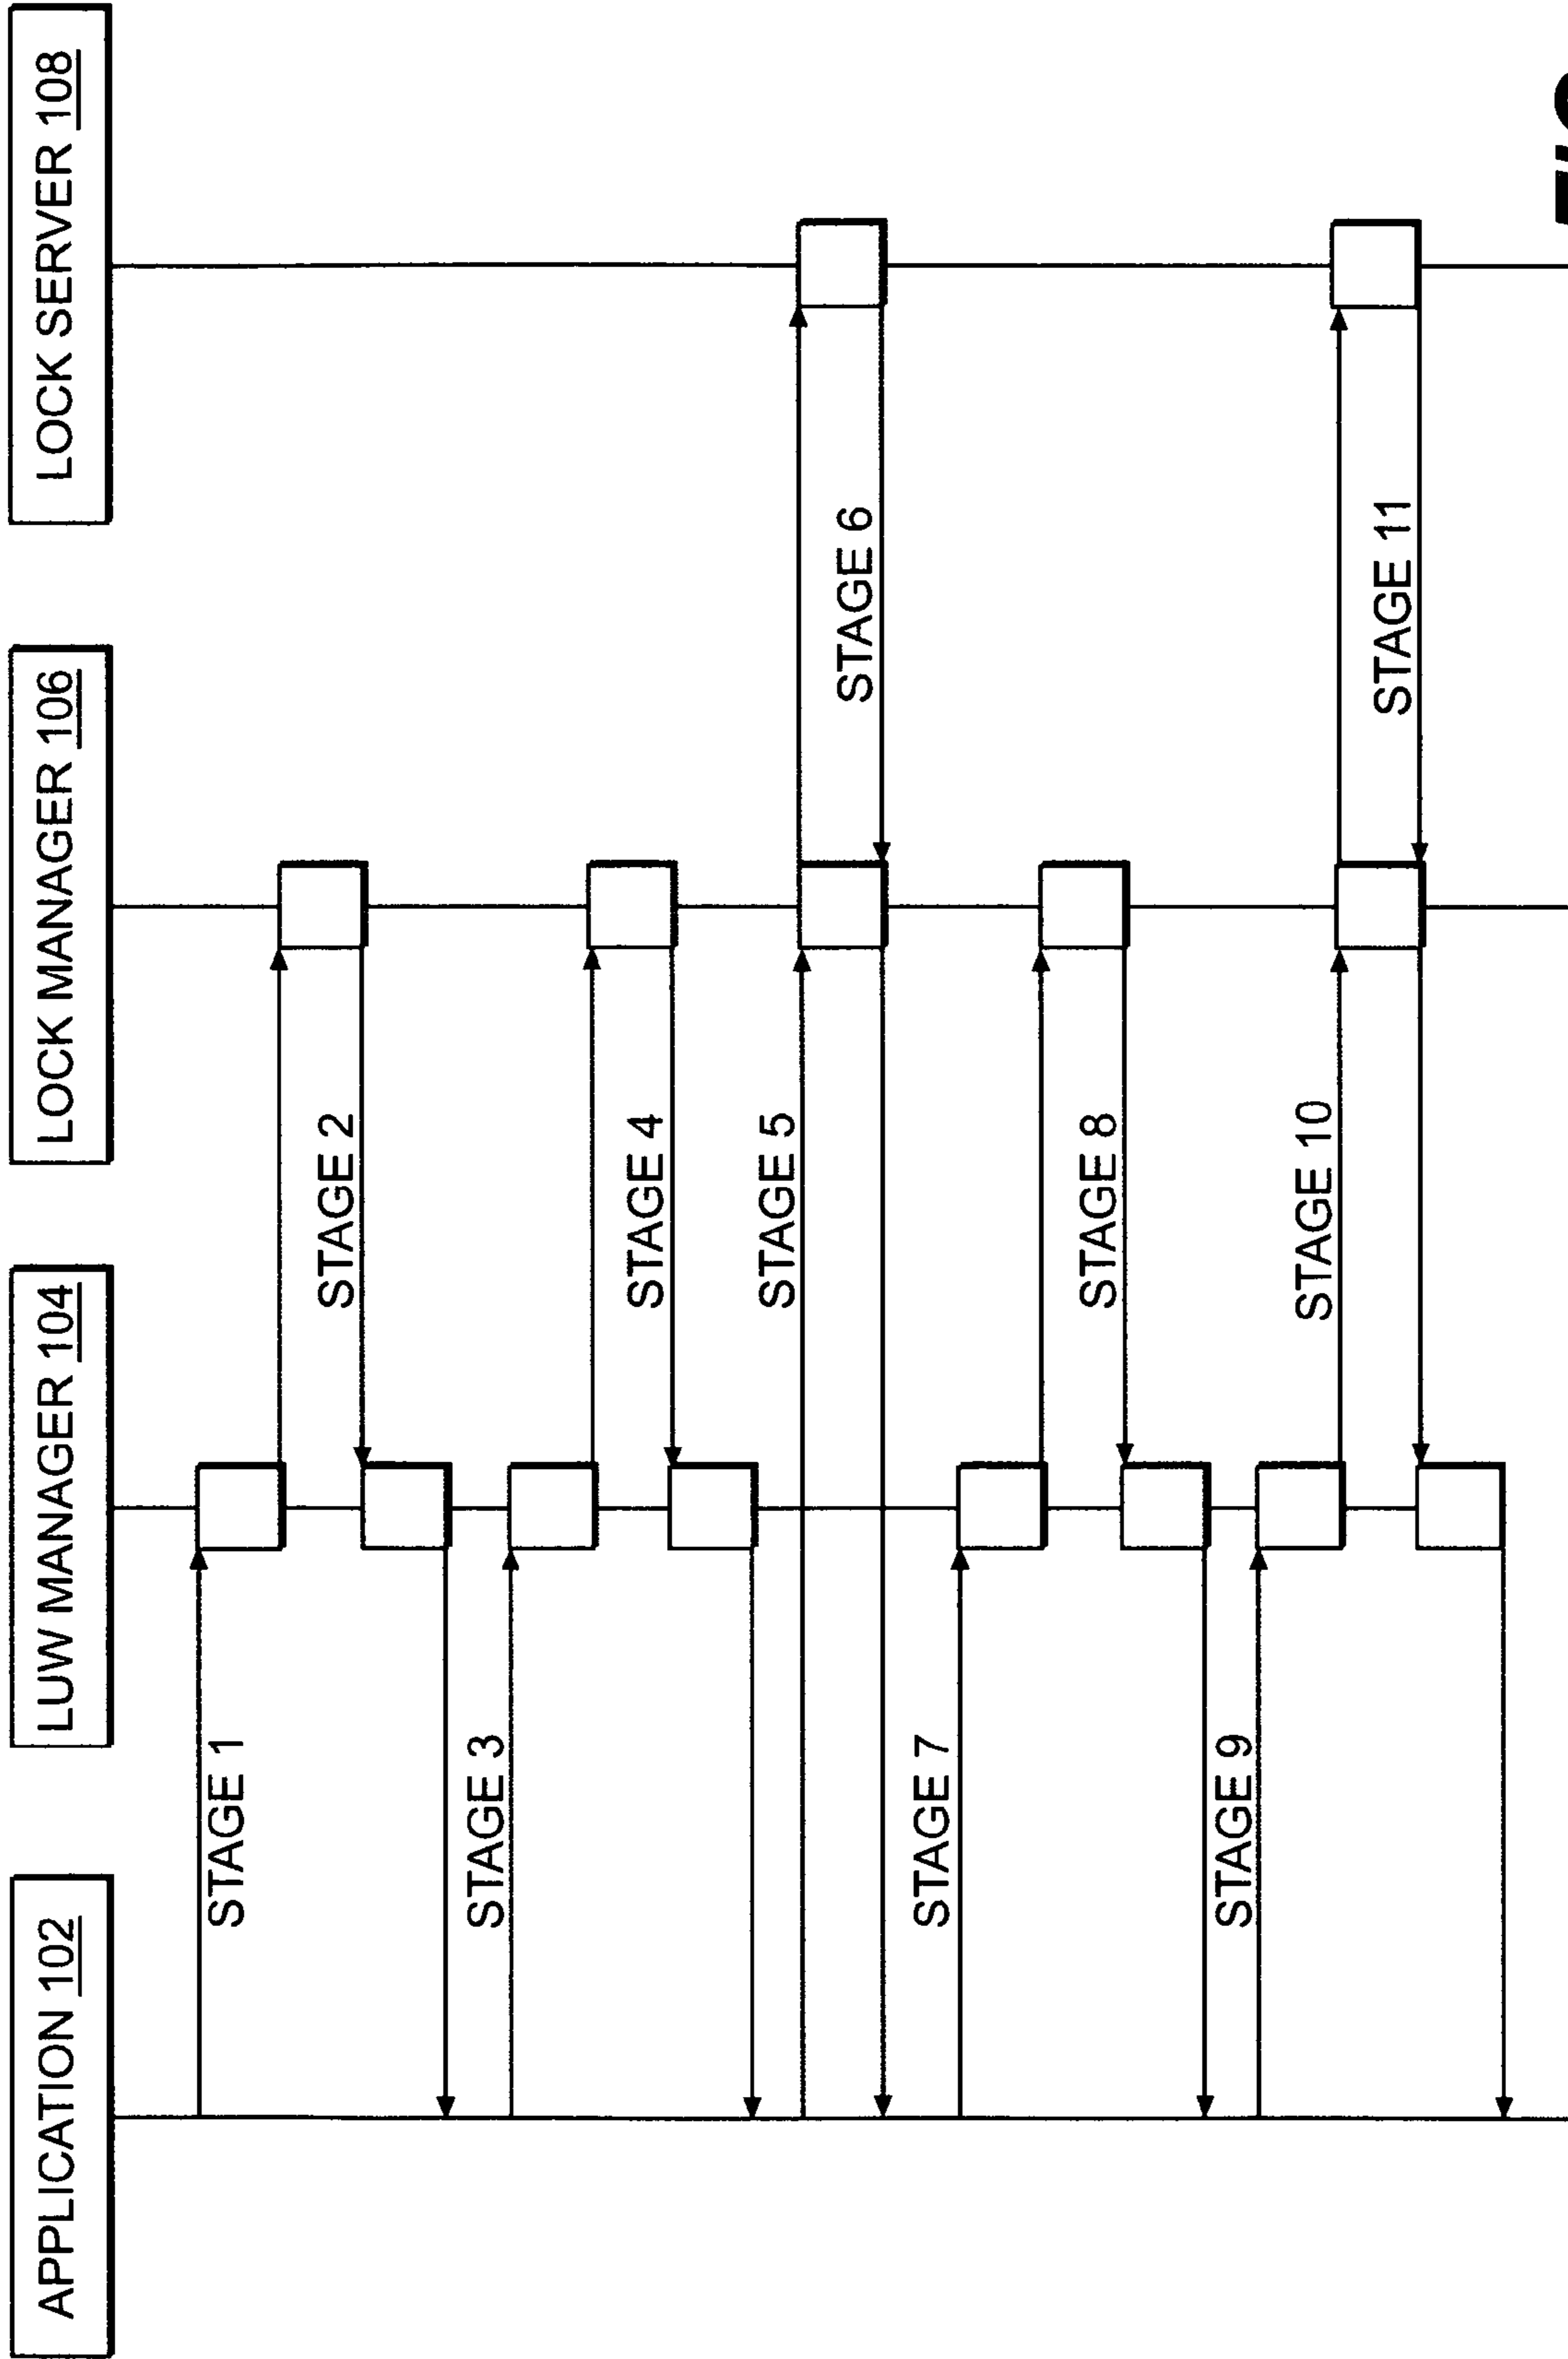 APPLICATION 102
LUW MANAGER 104
LOCK MANAGER 106
LOCK SERVER 108
STAGE 1
STAGE 2
STAGE 3
STAGE 4
STAGE 5
STAGE 6
STAGE 7
STAGE 8
STAGE 9
STAGE 10
STAGE 11